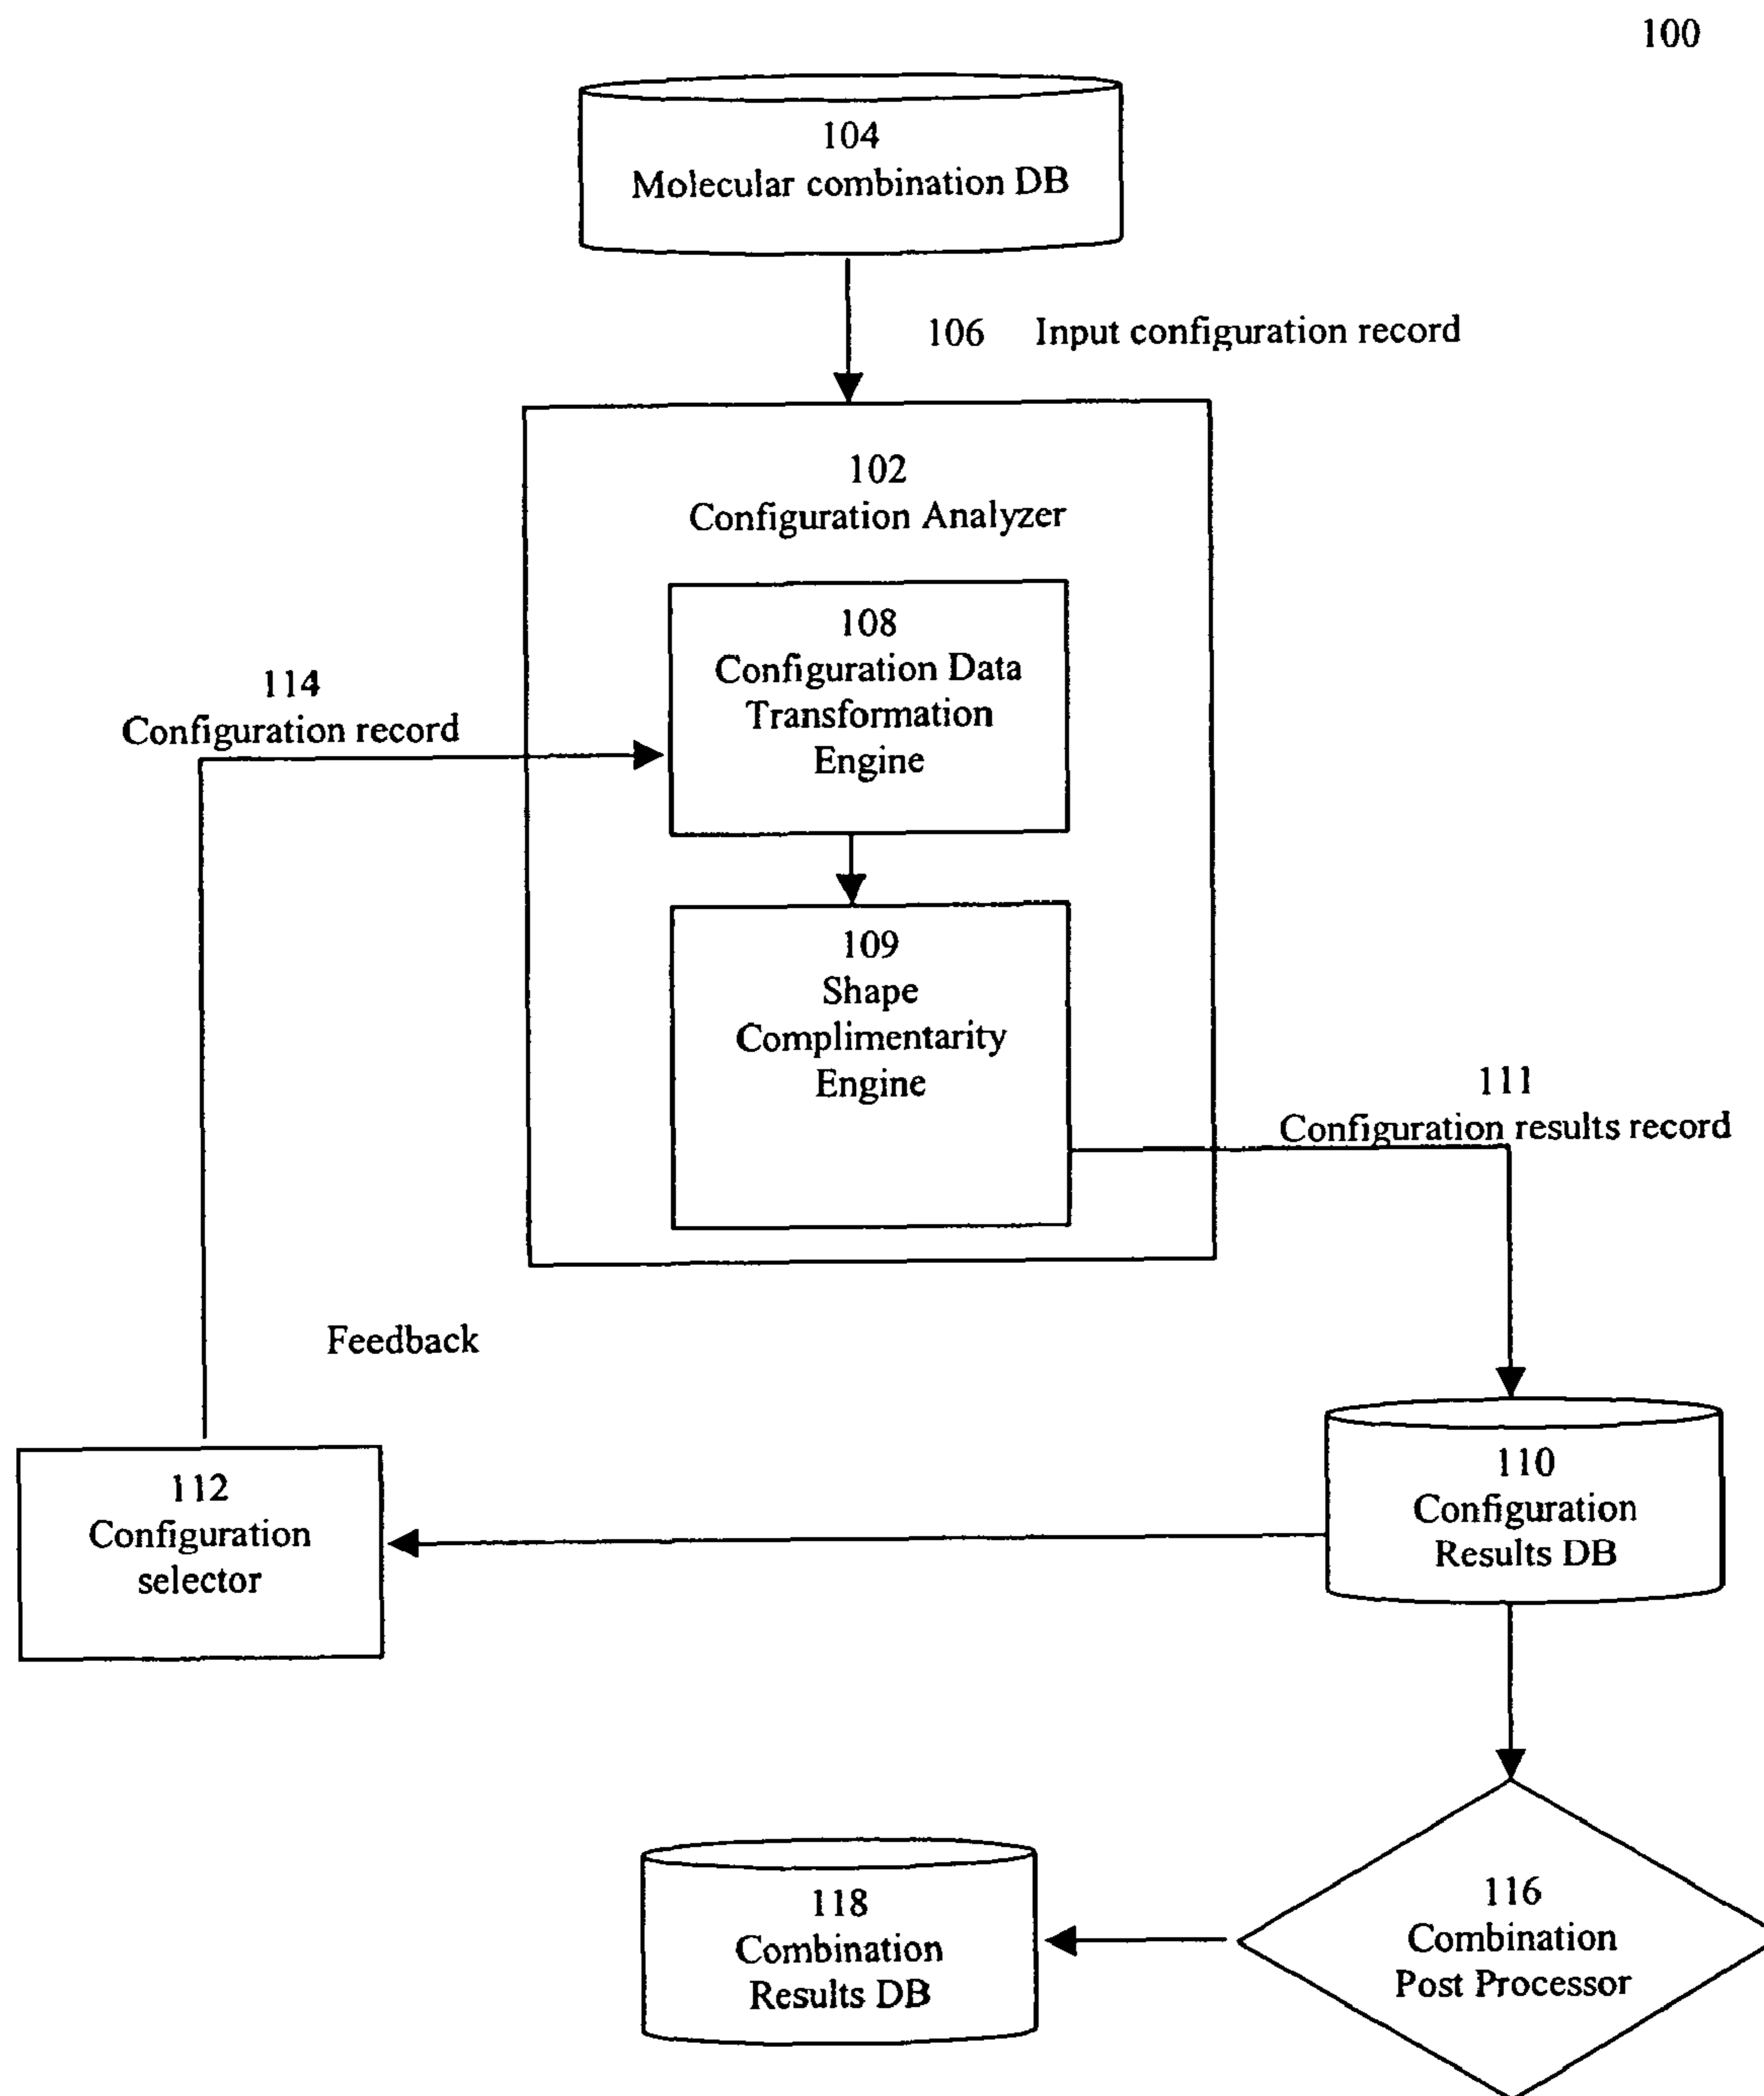 100
104
Molecular combination DB
106 Input configuration record
102
Configuration Analyzer
108
Configuration Data
Transformation
Engine
114
Configuration record
109
Shape
Complimentarity
Engine
111
Configuration results record
Feedback
112
Configuration
selector
110
Configuration
Results DB
118
Combination
Results DB
116
Combination
Post Processor